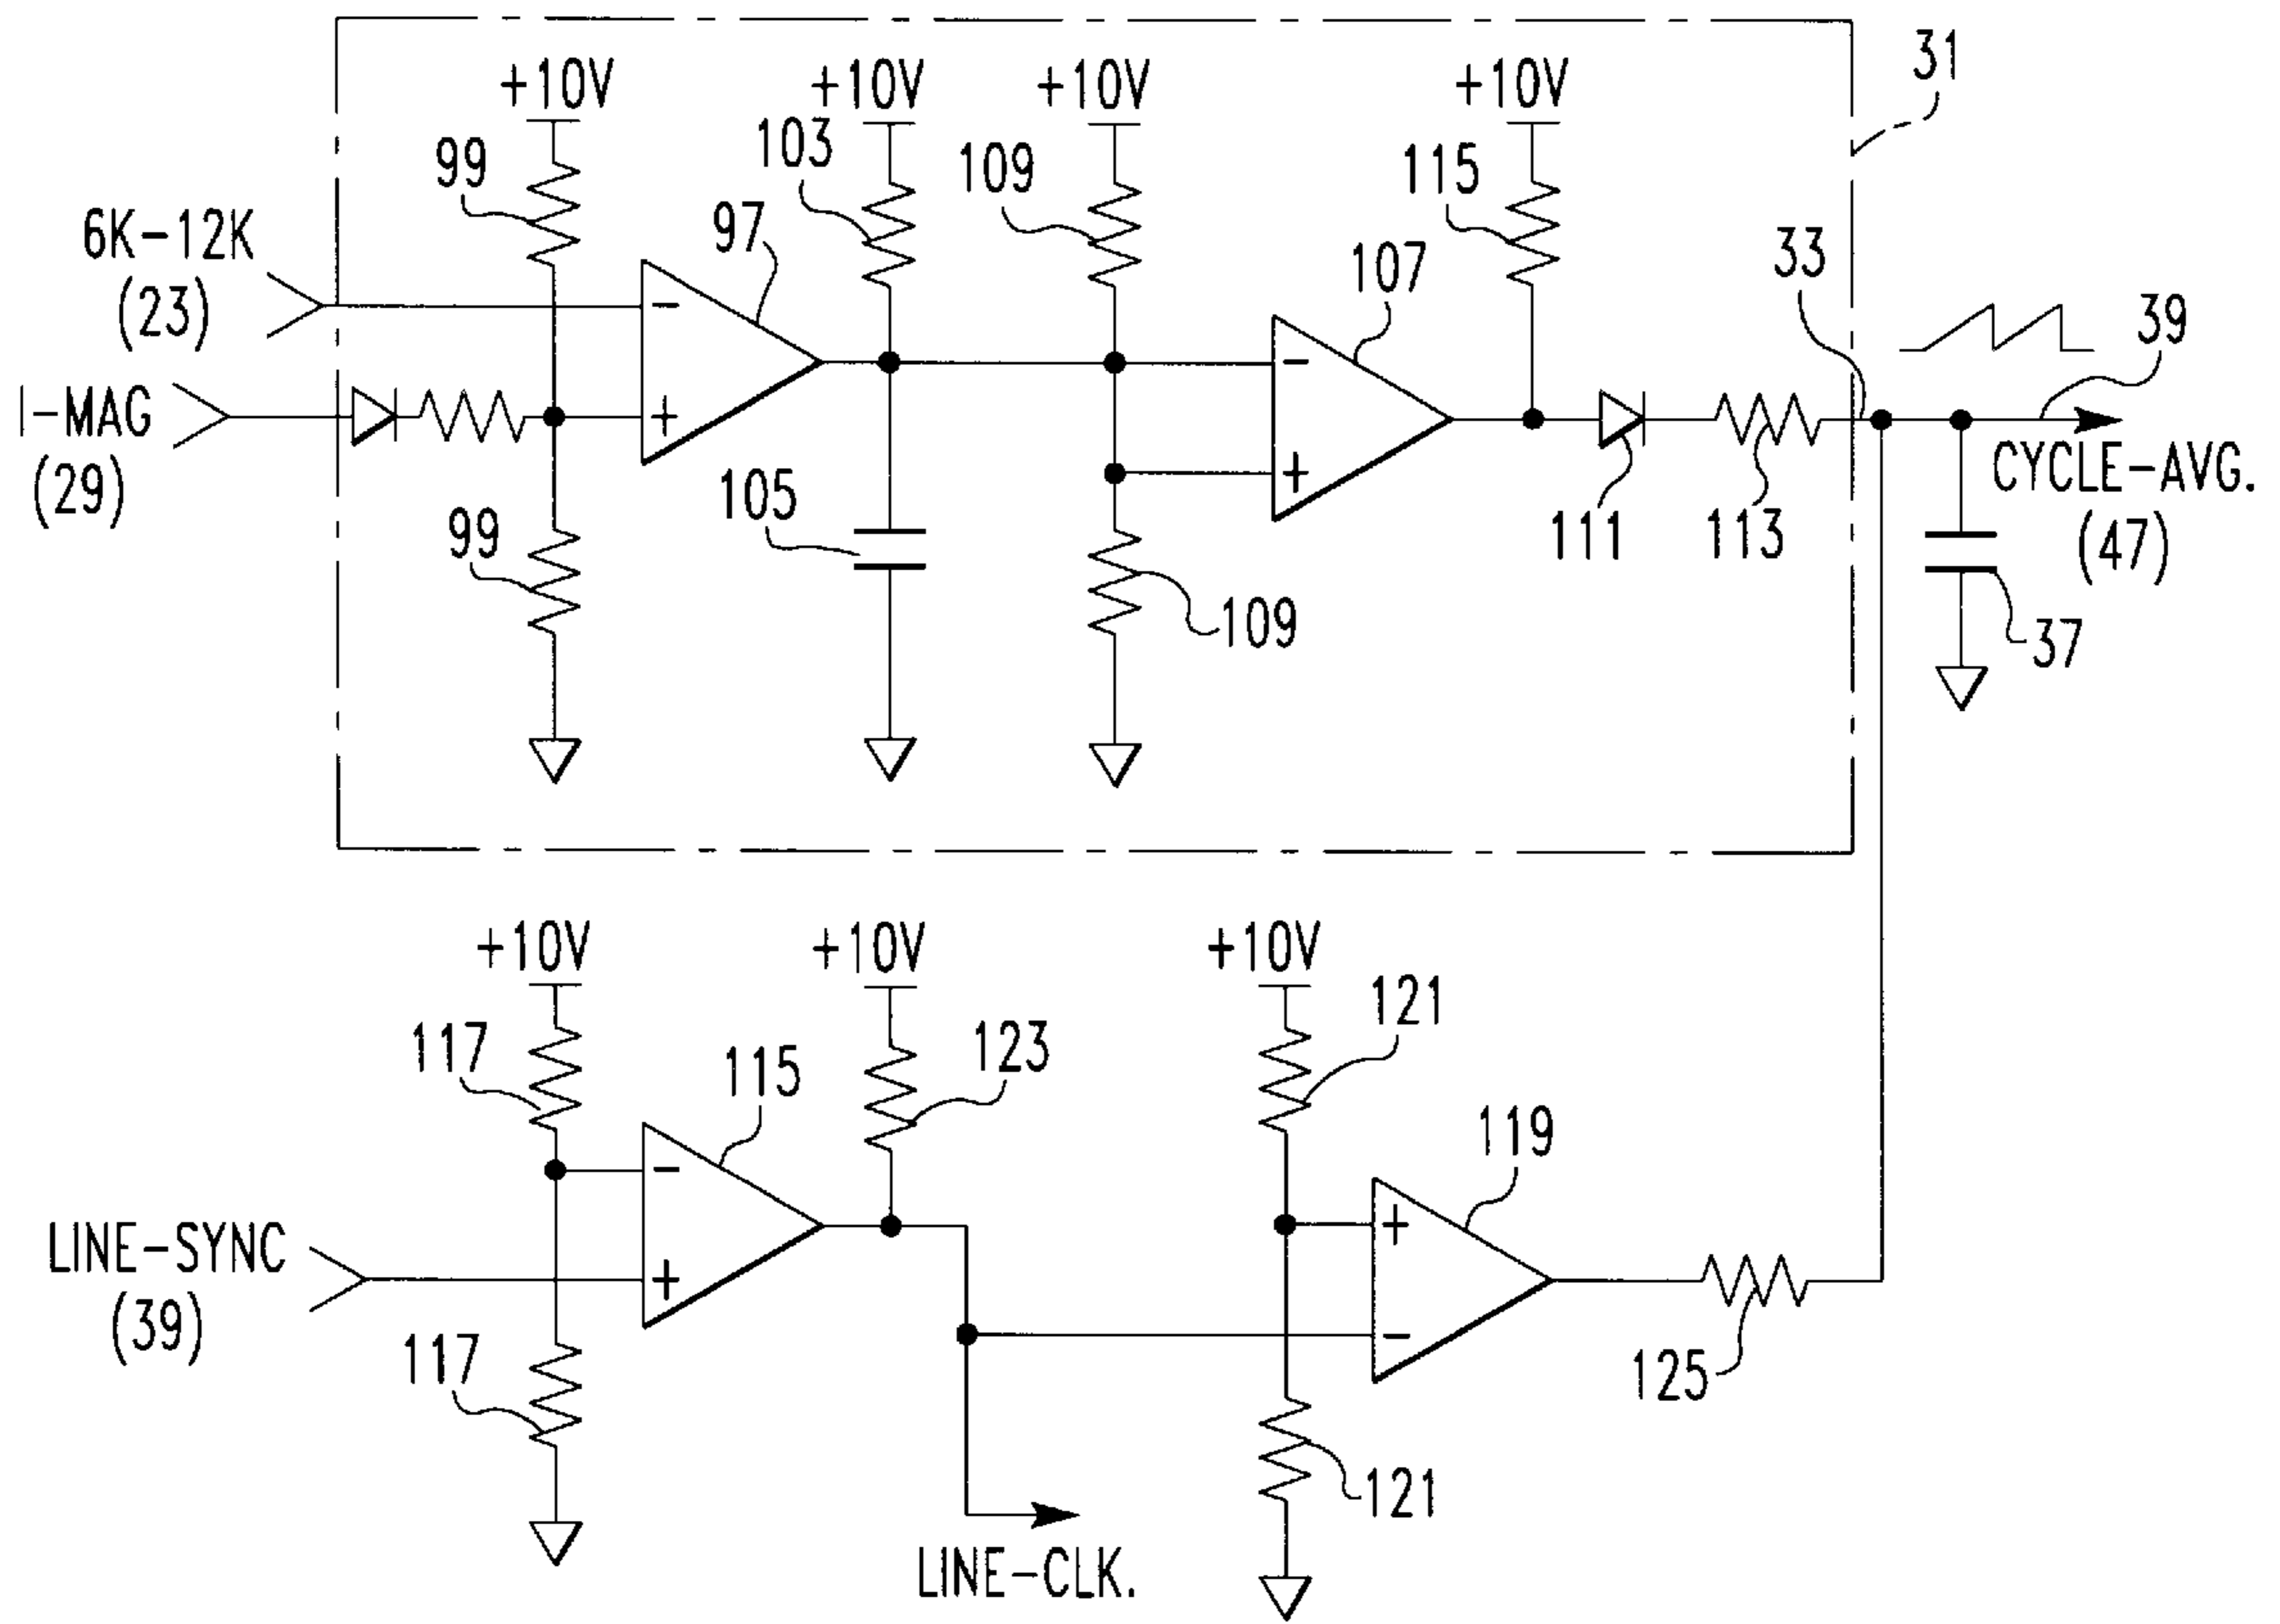 31
+10V
+10V
+10V
+10V
99
103
109
115
6K-12K
(23)
97
107
33
39
I-MAG
(29)
-
+
-
+
CYCLE-AVG.
(47)
99
105
109
111
113
37
+10V
+10V
+10V
117
115
123
121
119
LINE-SYNC
(39)
-
+
+
-
117
125
121
LINE-CLK.